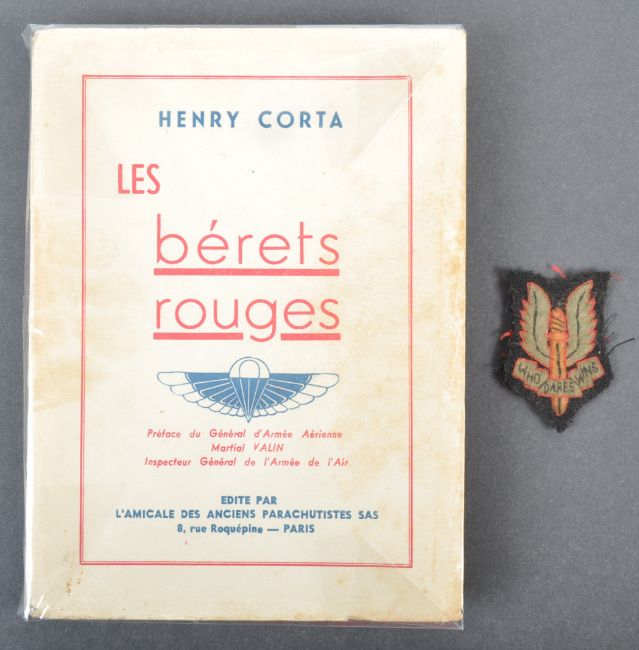 HENRY CORTA
LES
bérets
rouges
Préface du Général d'Armée Aérienne
Martial VALIN
Inspecteur Général de l'Armée de l'Air
EDITE PAR
L'AMICALE DES ANCIENS PARACHUTISTES SAS
8, rue Roquépine — PARIS
WHO DARES WINS